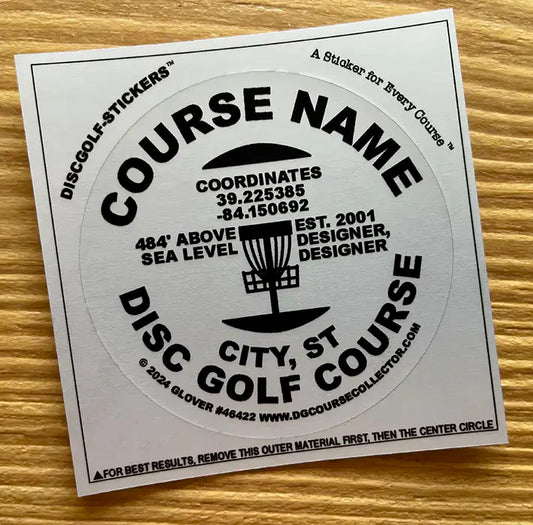 DISCGOLF-STICKERS™
A Sticker for Every Course ™
COURSE NAME
COORDINATES
39.225385
-84.150692
484' ABOVE
SEA LEVEL
EST. 2001
DESIGNER,
DESIGNER
CITY, ST
DISC GOLF COURSE
© 2024 GLOVER #46422 WWW.DGCOURSECOLLECTOR.COM
▲FOR BEST RESULTS, REMOVE THIS OUTER MATERIAL FIRST, THEN THE CENTER CIRCLE